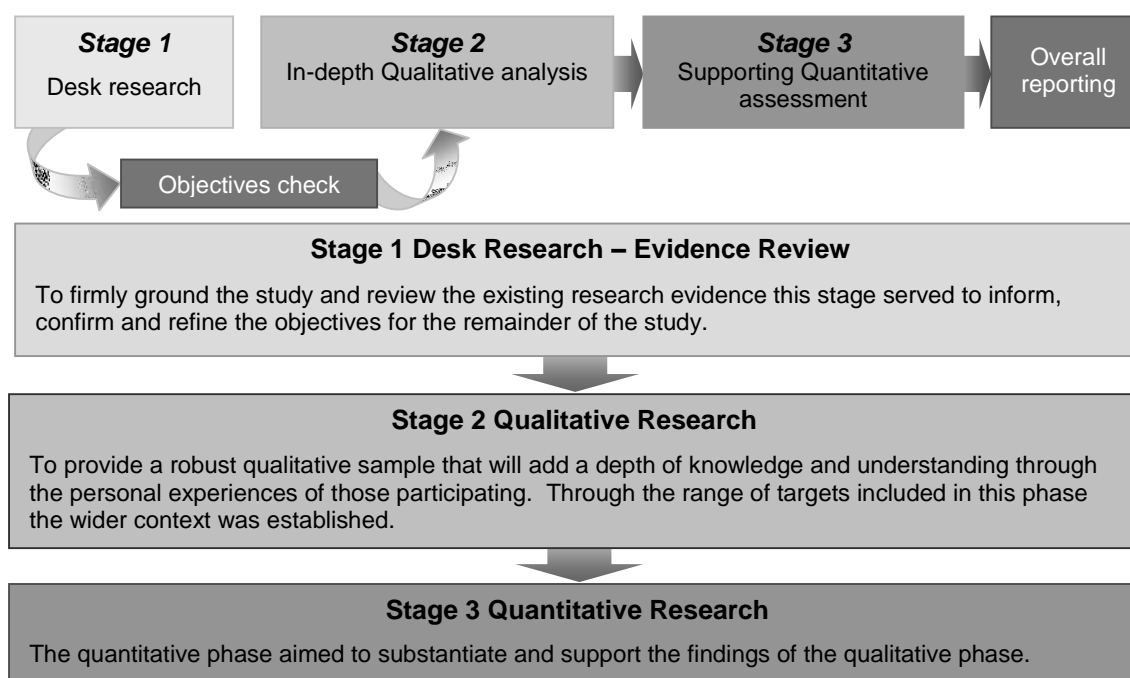 Stage 1
Desk research
Stage 2
In-depth Qualitative analysis
Stage 3
Supporting Quantitative
assessment
Overall
reporting
Objectives check
Stage 1 Desk Research – Evidence Review
To firmly ground the study and review the existing research evidence this stage served to inform,
confirm and refine the objectives for the remainder of the study.
Stage 2 Qualitative Research
To provide a robust qualitative sample that will add a depth of knowledge and understanding through
the personal experiences of those participating.  Through the range of targets included in this phase
the wider context was established.
Stage 3 Quantitative Research
The quantitative phase aimed to substantiate and support the findings of the qualitative phase.